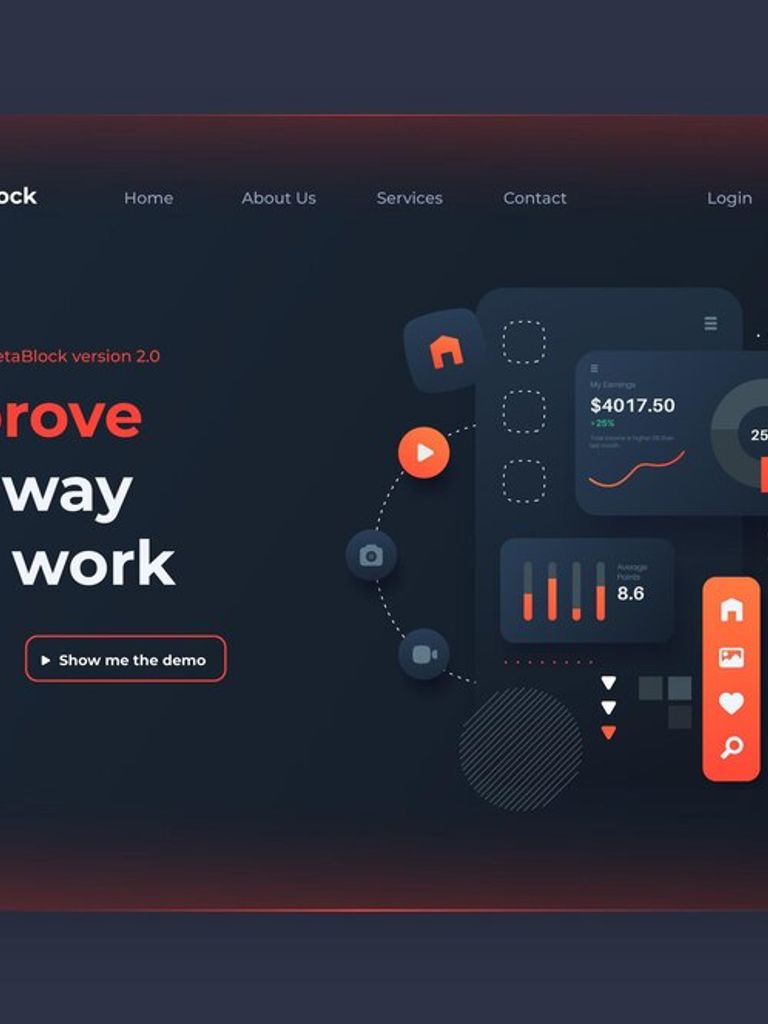 ock
Home
About Us
Services
Contact
Login
etaBlock version 2.0
prove
way
work
Show me the demo
My Earnings
$4017.50
+25%
Average
Points
8.6
25